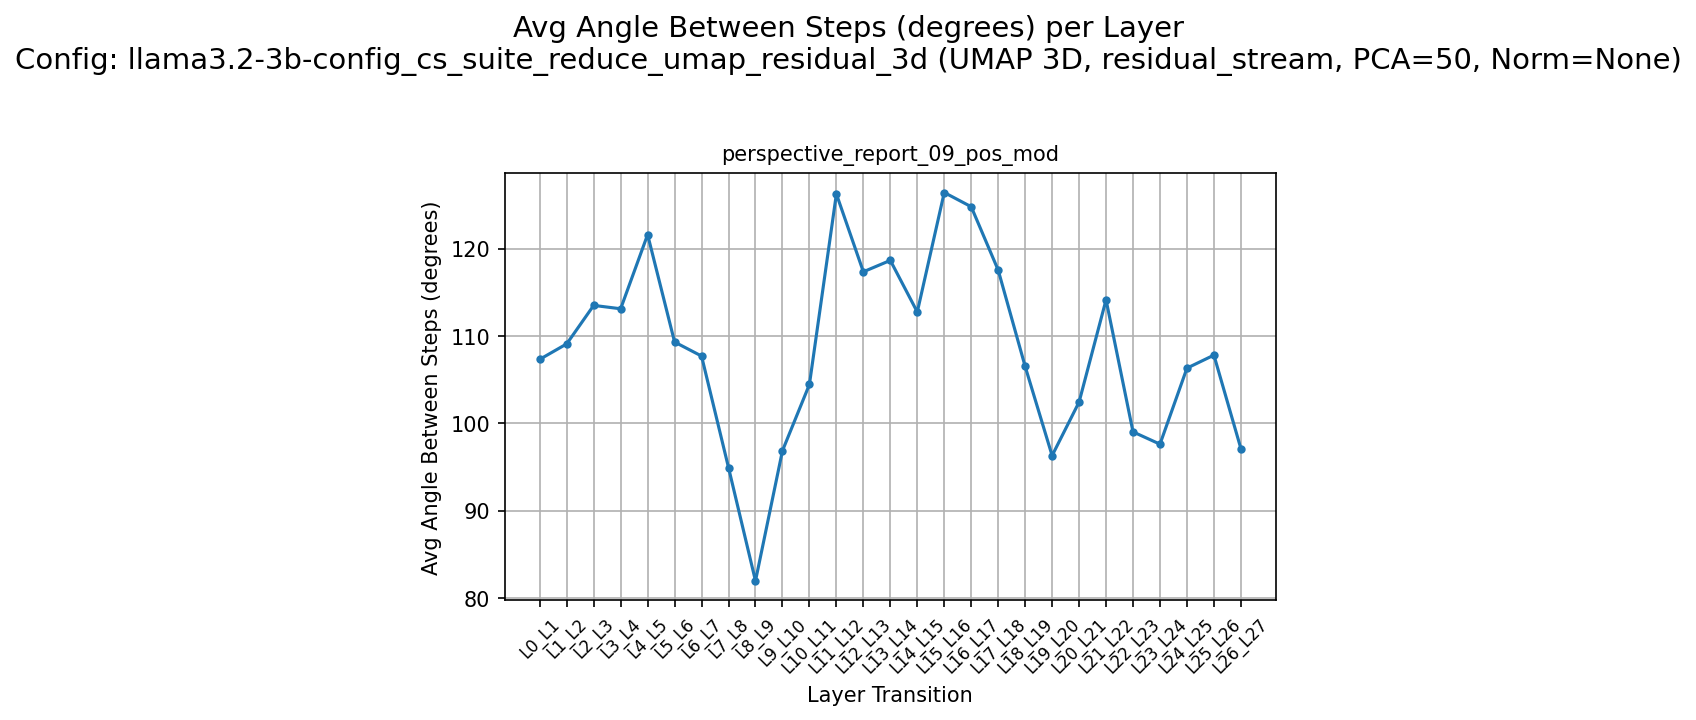 Avg Angle Between Steps (degrees) per Layer
Config: llama3.2-3b-config_cs_suite_reduce_umap_residual_3d (UMAP 3D, residual_stream, PCA=50, Norm=None)
perspective_report_09_pos_mod
Avg Angle Between Steps (degrees)
120
110
100
90
80
L0_L1
L1_L2
L2_L3
L3_L4
L4_L5
L5_L6
L6_L7
L7_L8
L8_L9
L9_L10
L10_L11
L11_L12
L12_L13
L13_L14
L14_L15
L15_L16
L16_L17
L17_L18
L18_L19
L19_L20
L20_L21
L21_L22
L22_L23
L23_L24
L24_L25
L25_L26
L26_L27
Layer Transition